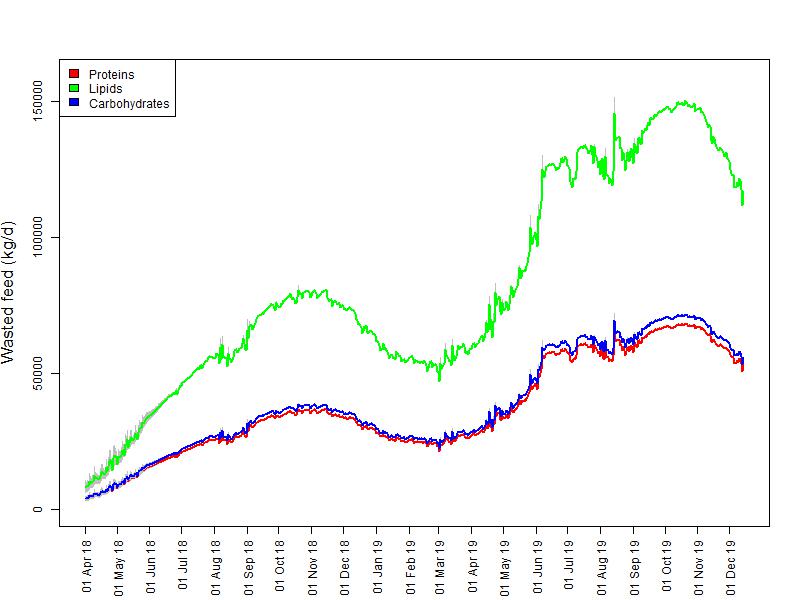 Proteins
Lipids
Carbohydrates
Wasted feed (kg/d)
150000
100000
50000
0
01 Apr 18
01 May 18
01 Jun 18
01 Jul 18
01 Aug 18
01 Sep 18
01 Oct 18
01 Nov 18
01 Dec 18
01 Jan 19
01 Feb 19
01 Mar 19
01 Apr 19
01 May 19
01 Jun 19
01 Jul 19
01 Aug 19
01 Sep 19
01 Oct 19
01 Nov 19
01 Dec 19